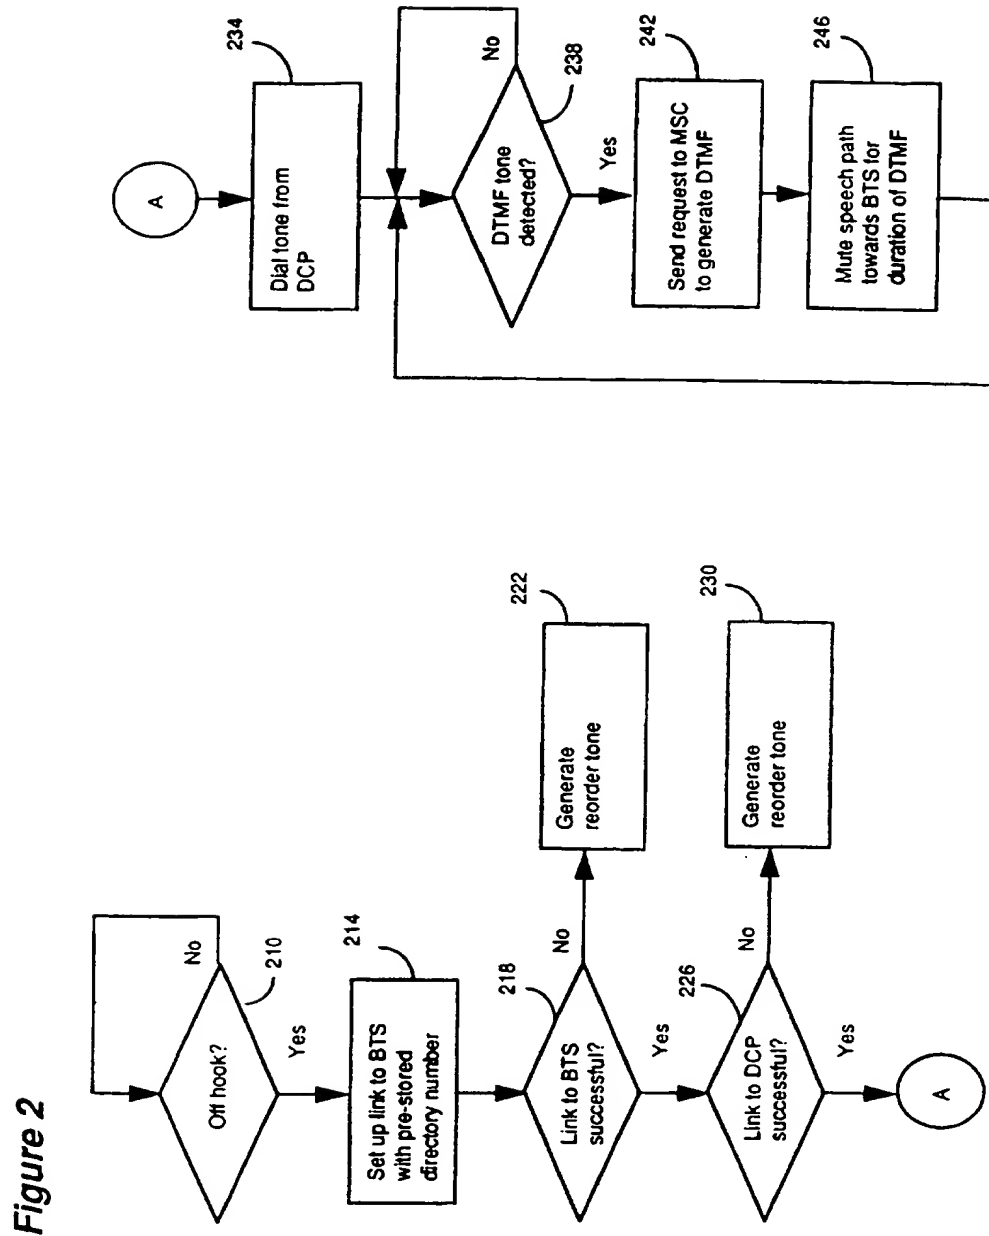 Figure 2
Off hook?
210
No
Yes
Set up link to BTS
with pre-stored
directory number
214
Link to BTS
successful?
218
No
Generate
reorder tone
222
Yes
Link to DCP
successful?
226
No
Generate
reorder tone
230
Yes
A
A
Dial tone from
DCP
234
DTMF tone
detected?
238
No
Yes
Send request to MSC
to generate DTMF
242
Mute speech path
towards BTS for
duration of DTMF
246